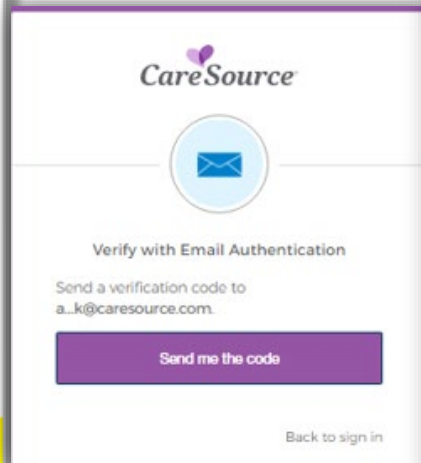 CareSource
Verify with Email Authentication
Send a verification code to
a...k@caresource.com.
Send me the code
Back to sign in